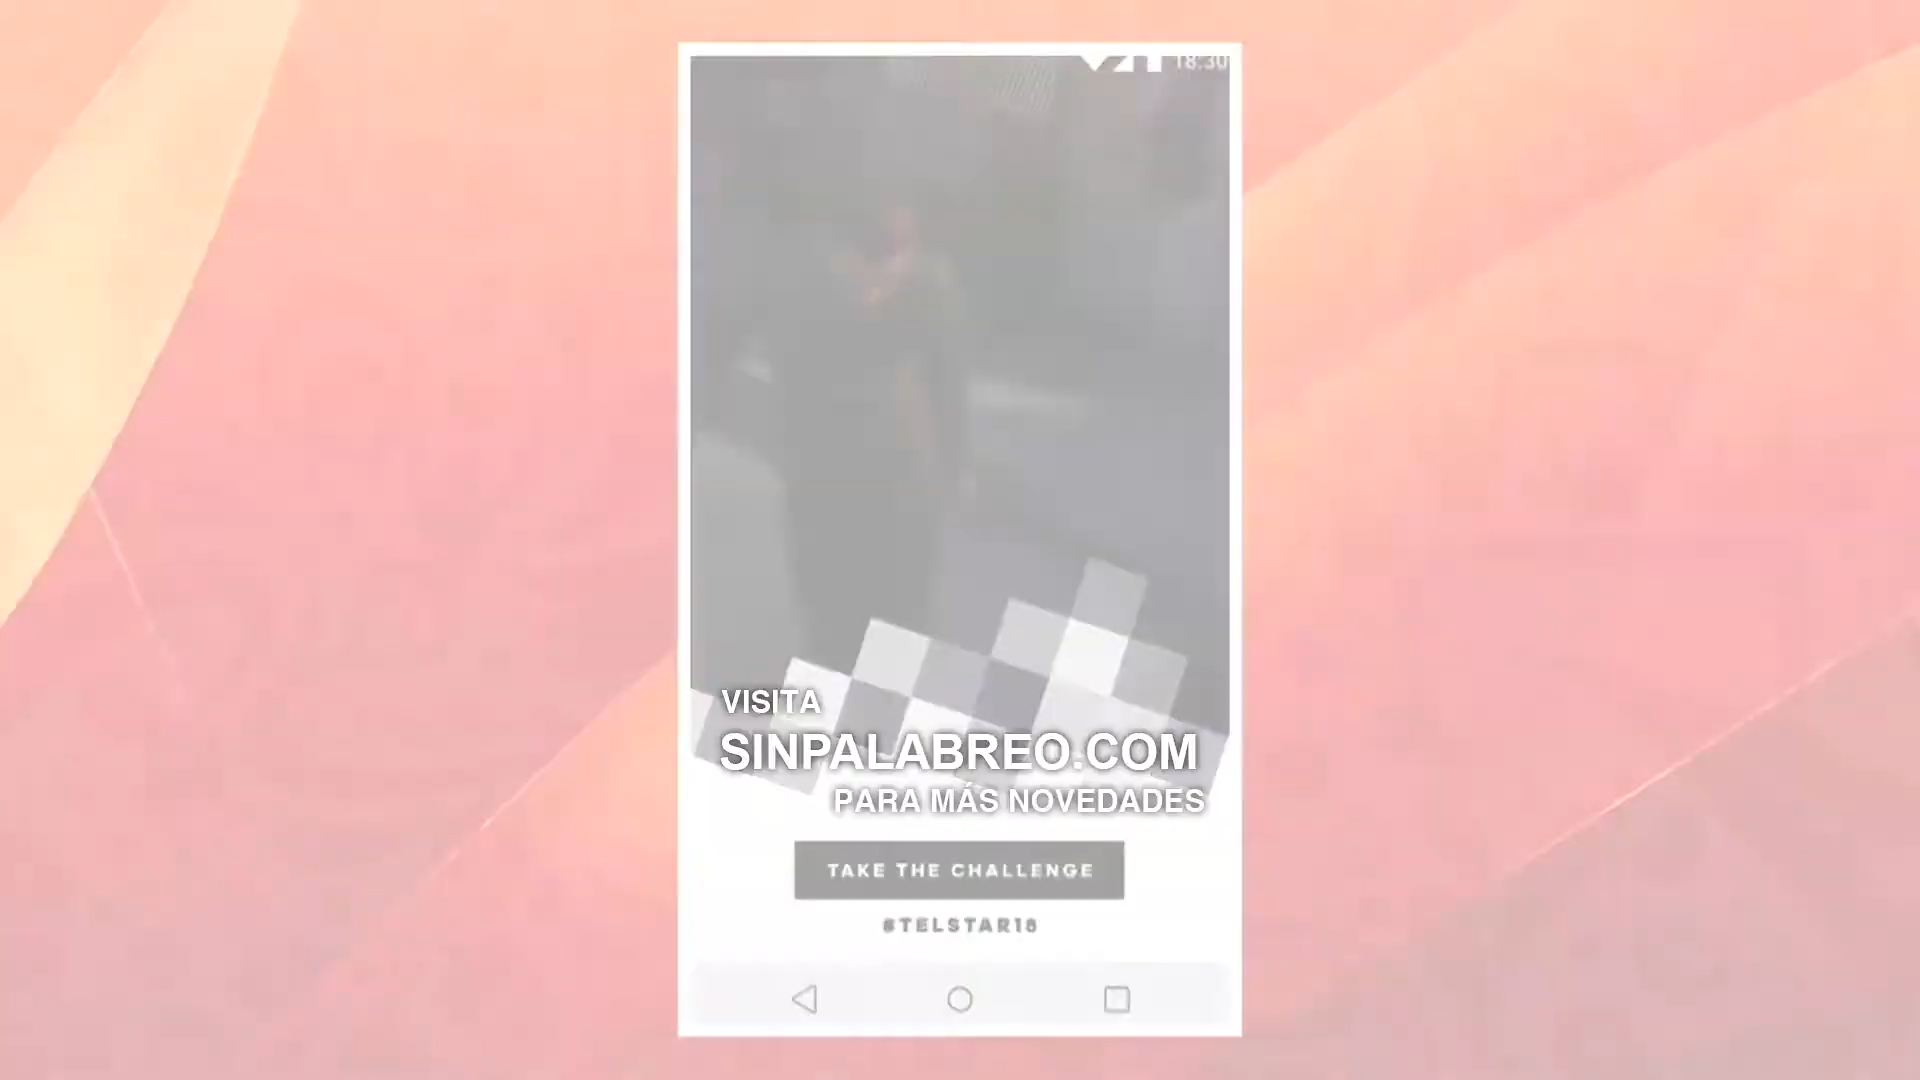 18:30
VISITA
SINPALABREO.COM
PARA MÁS NOVEDADES
TAKE THE CHALLENGE
#TELSTAR18